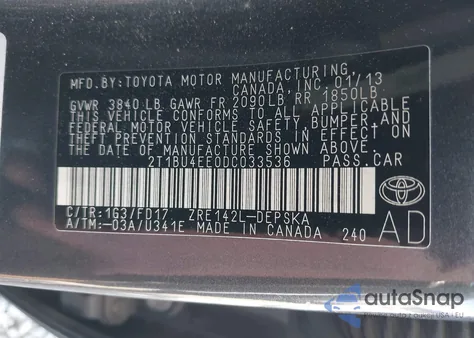 MFD.BY:TOYOTA MOTOR MANUFACTURING
CANADA, INC. 01/13
GVWR 3840LB GAWR FR 2090LB RR 1850LB
THIS VEHICLE CONFORMS TO ALL APPLICABLE
FEDERAL MOTOR VEHICLE SAFETY, BUMPER, AND
THEFT PREVENTION STANDARDS IN EFFECT ON
THE DATE OF MANUFACTURE SHOWN ABOVE.
2T1BU4EE0DC033536 PASS.CAR
C/TR:1G3/FD17 ZRE142L-DEPSKA
A/TM:-03A/U341E MADE IN CANADA 240
AD
autoSnap